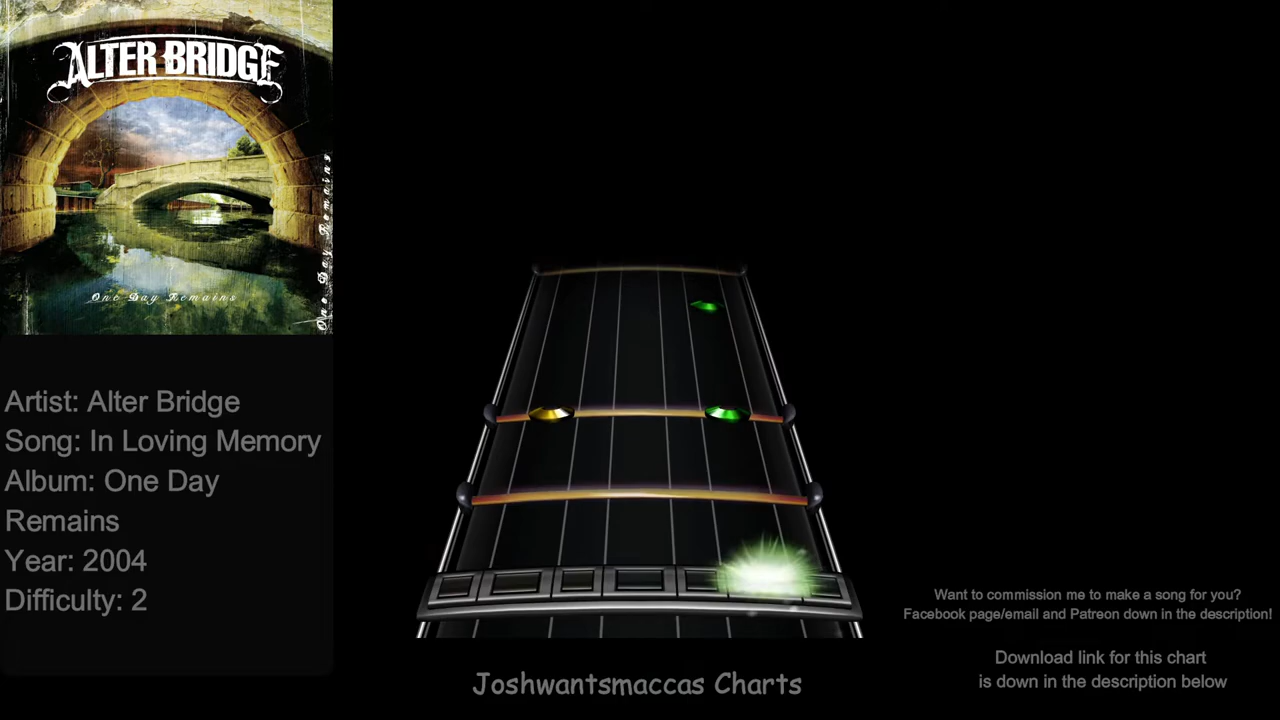 ALTER BRIDGE
One Day Remains
One Day Remains
Artist: Alter Bridge
Song: In Loving Memory
Album: One Day
Remains
Year: 2004
Difficulty: 2
Want to commission me to make a song for you?
Facebook page/email and Patreon down in the description!
Download link for this chart
is down in the description below
Joshwantsmaccas Charts